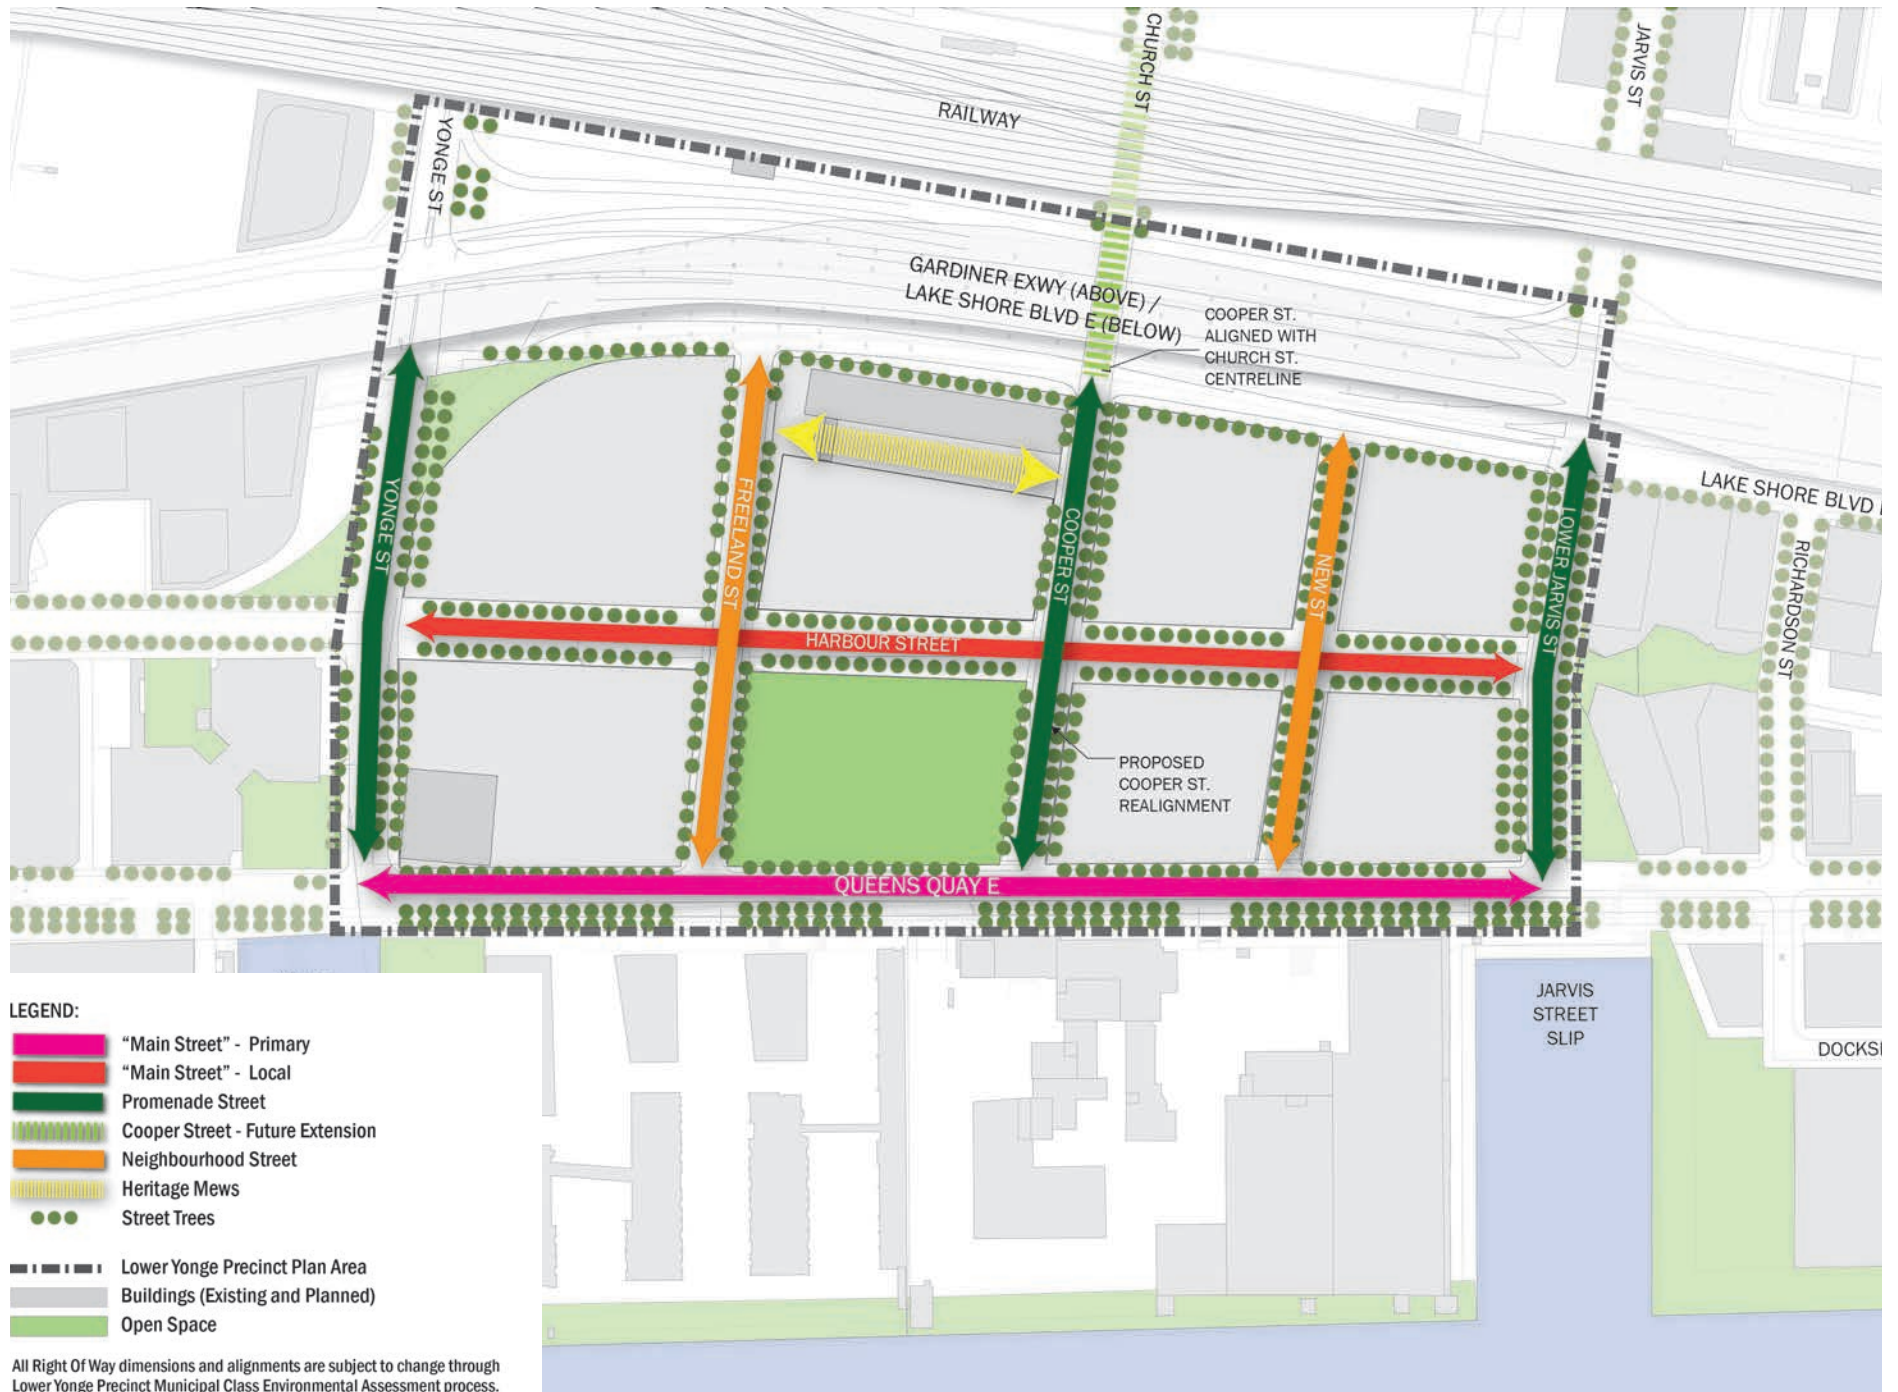 CHURCH ST
JARVIS ST
RAILWAY
YONGE ST
GARDINER EXWY (ABOVE) /
LAKE SHORE BLVD E (BELOW)
COOPER ST.
ALIGNED WITH
CHURCH ST.
CENTRELINE
LAKE SHORE BLVD
YONGE ST
FREELAND ST
COOPER ST
NEW ST
LOWER JARVIS ST
RICHARDSON ST
HARBOUR STREET
PROPOSED
COOPER ST.
REALIGNMENT
QUEENS QUAY E
JARVIS
STREET
SLIP
DOCKSI
LEGEND:
"Main Street" - Primary
"Main Street" - Local
Promenade Street
Cooper Street - Future Extension
Neighbourhood Street
Heritage Mews
Street Trees
Lower Yonge Precinct Plan Area
Buildings (Existing and Planned)
Open Space
All Right Of Way dimensions and alignments are subject to change through
Lower Yonge Precinct Municipal Class Environmental Assessment process.